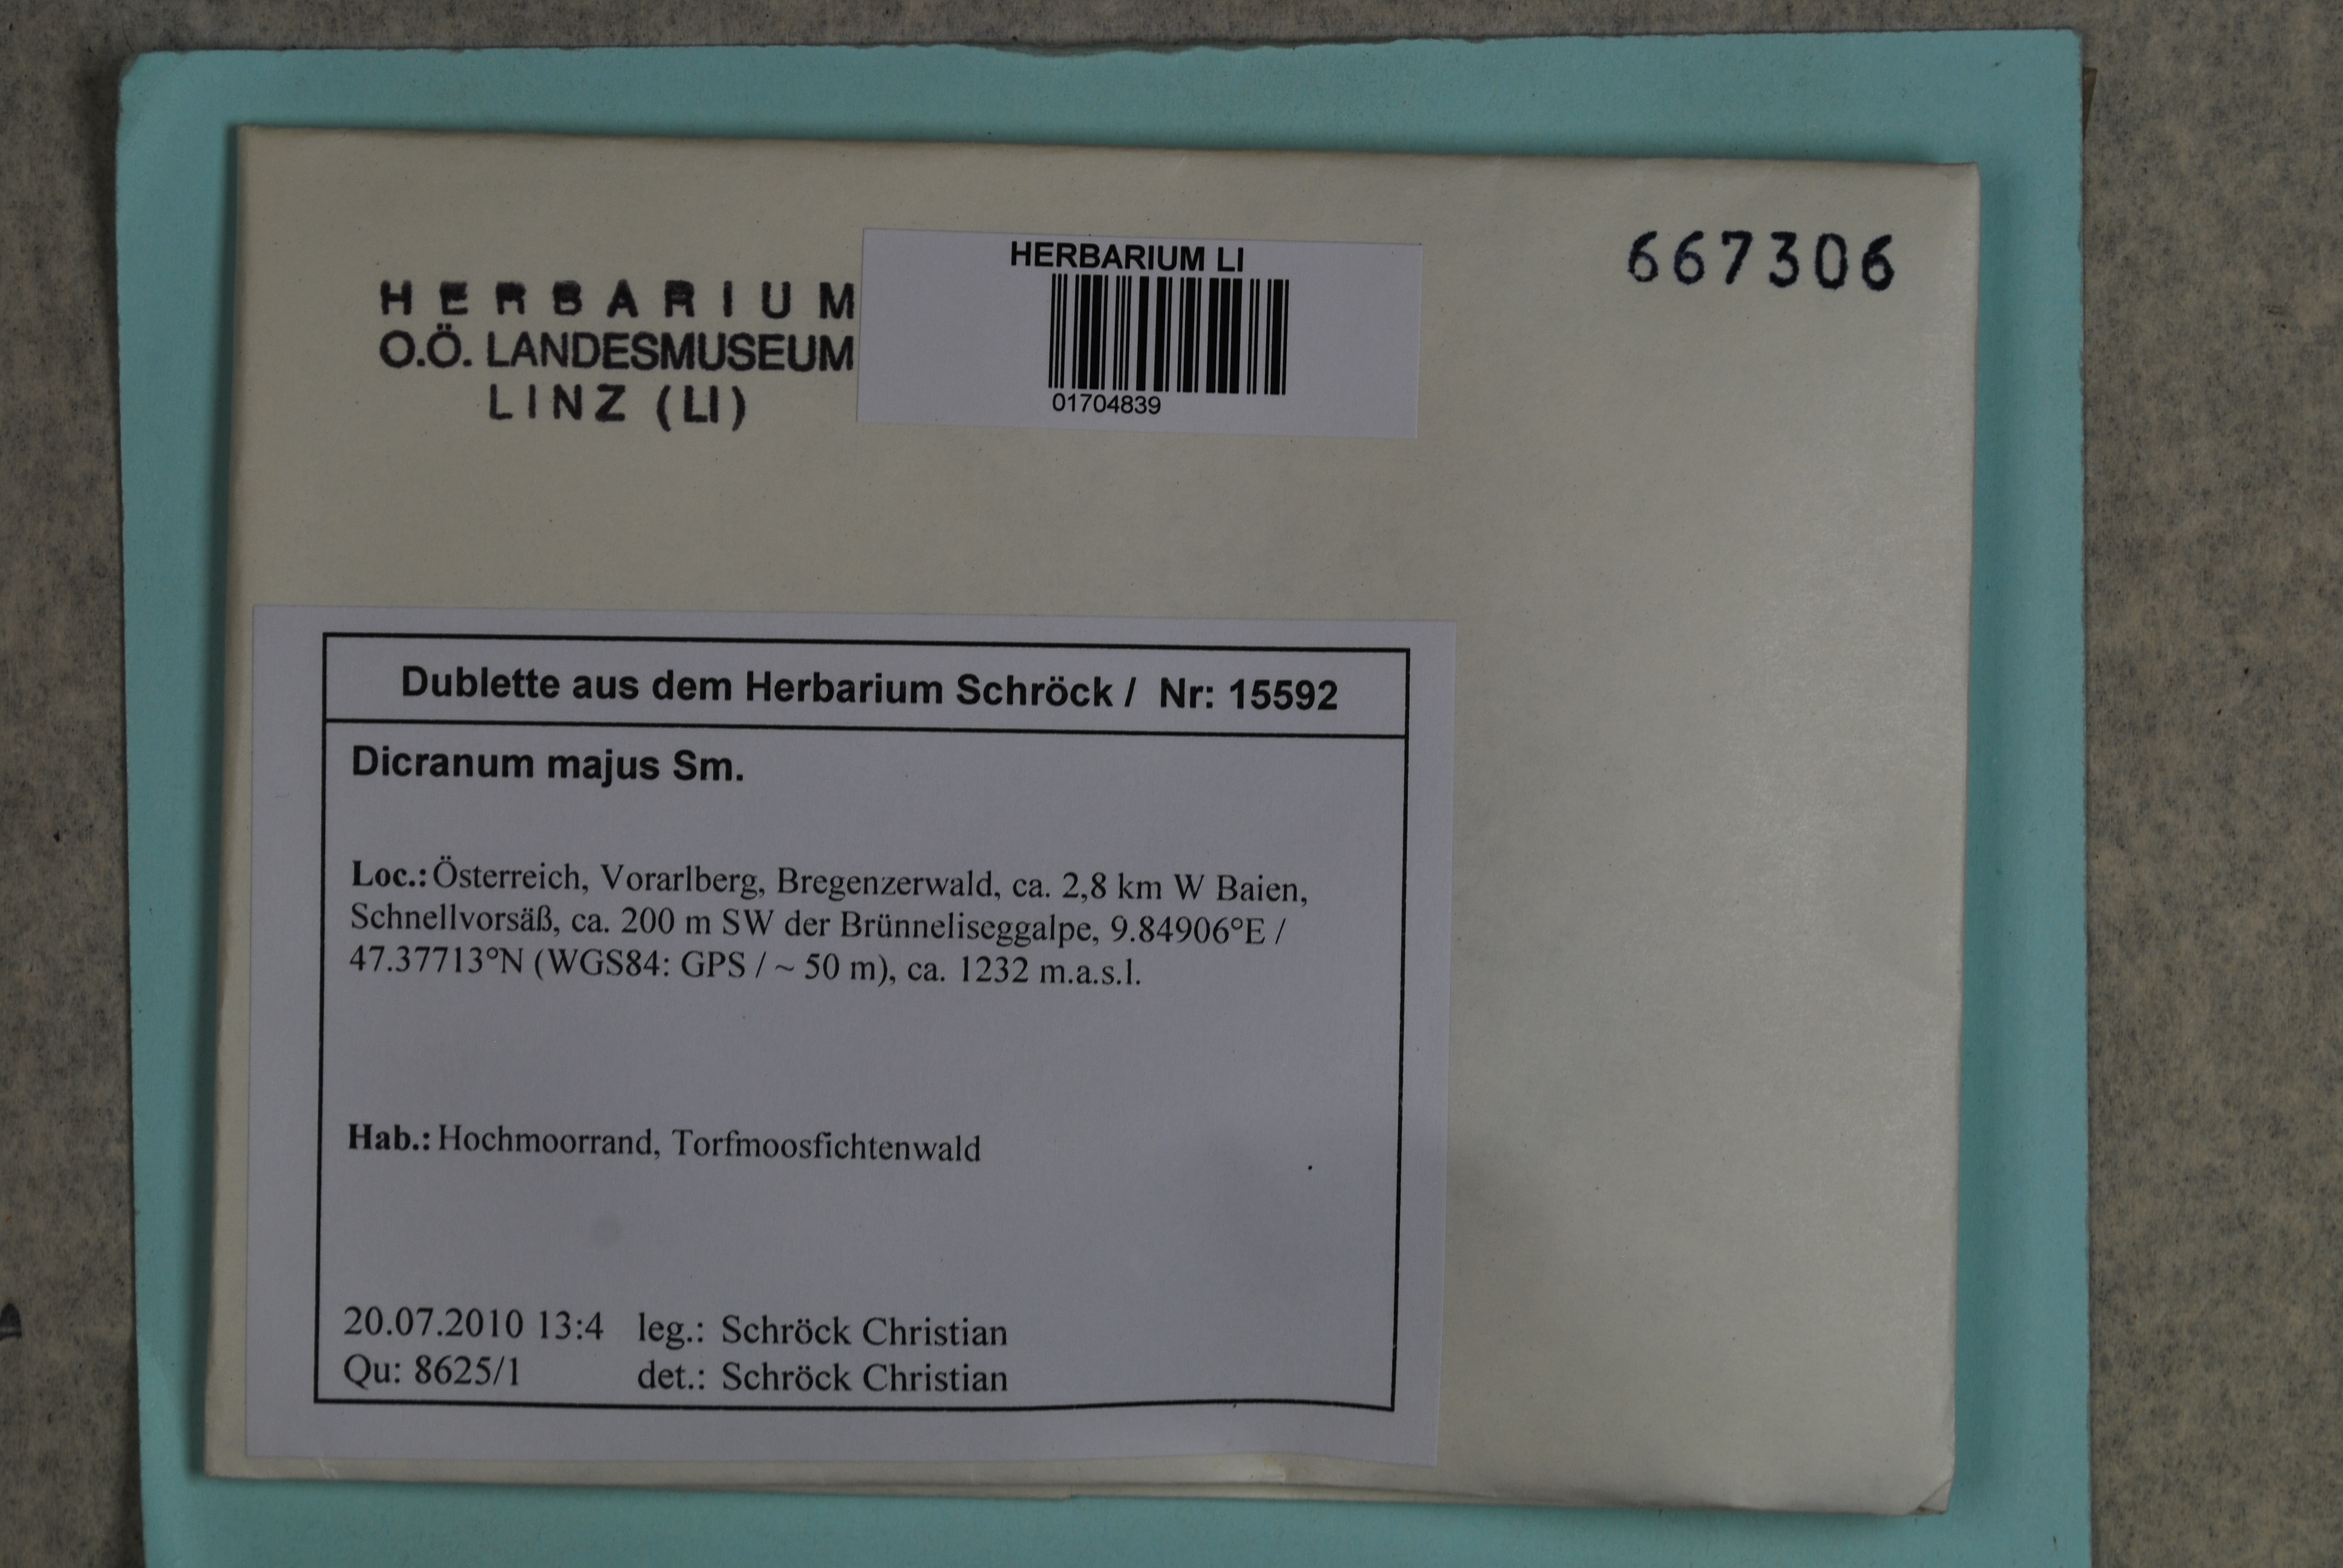 HERBARIUM
O.Ö. LANDESMUSEUM
LINZ (LI)
HERBARIUM LI
01704839
667306
Dublette aus dem Herbarium Schröck / Nr: 15592
Dicranum majus Sm.
Loc.: Österreich, Vorarlberg, Bregenzerwald, ca. 2,8 km W Baien,
Schnellvorsäß, ca. 200 m SW der Brünneliseggalpe, 9.84906°E /
47.37713°N (WGS84: GPS / ~ 50 m), ca. 1232 m.a.s.l.
Hab.: Hochmoorrand, Torfmoosfichtenwald
20.07.2010 13:4 leg.: Schröck Christian
Qu: 8625/1 det.: Schröck Christian